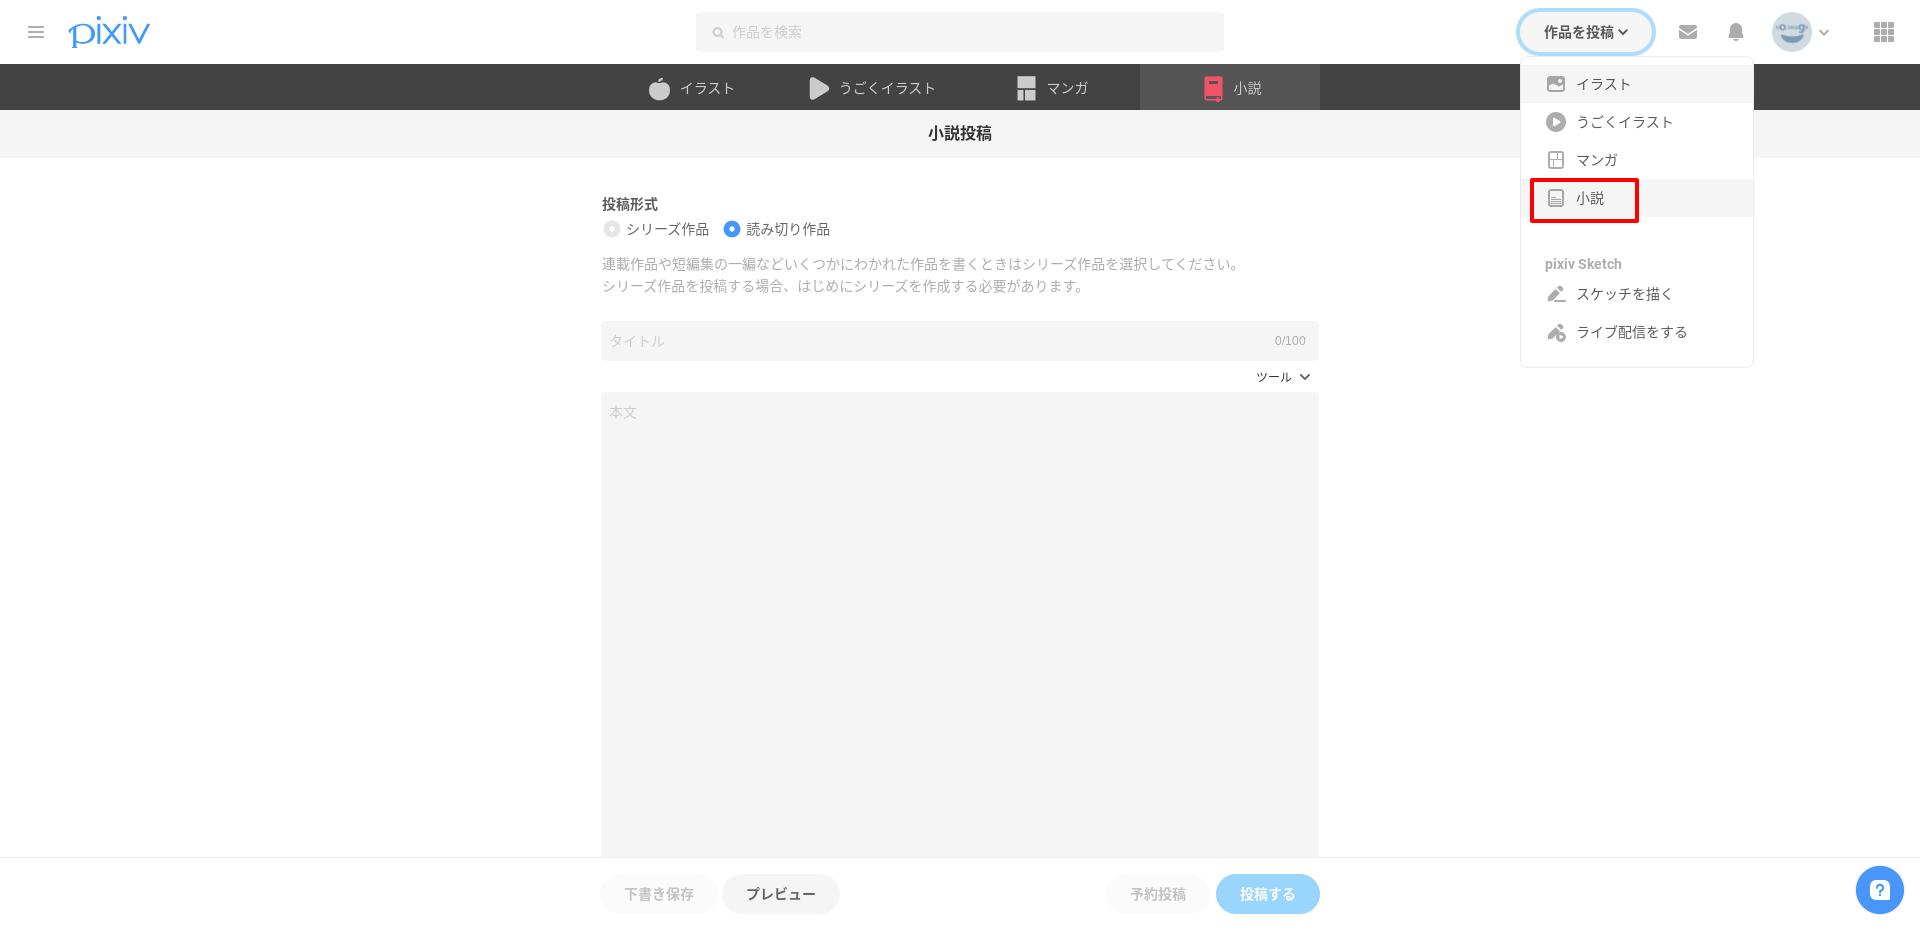 pixiv
作品を検索
作品を投稿
イラスト
うごくイラスト
マンガ
小説
小説投稿
投稿形式
シリーズ作品
読み切り作品
連載作品や短編集の一編などいくつかにわかれた作品を書くときはシリーズ作品を選択してください。
シリーズ作品を投稿する場合、はじめにシリーズを作成する必要があります。
タイトル
0/100
ツール
本文
イラスト
うごくイラスト
マンガ
小説
pixiv Sketch
スケッチを描く
ライブ配信をする
下書き保存
プレビュー
予約投稿
投稿する